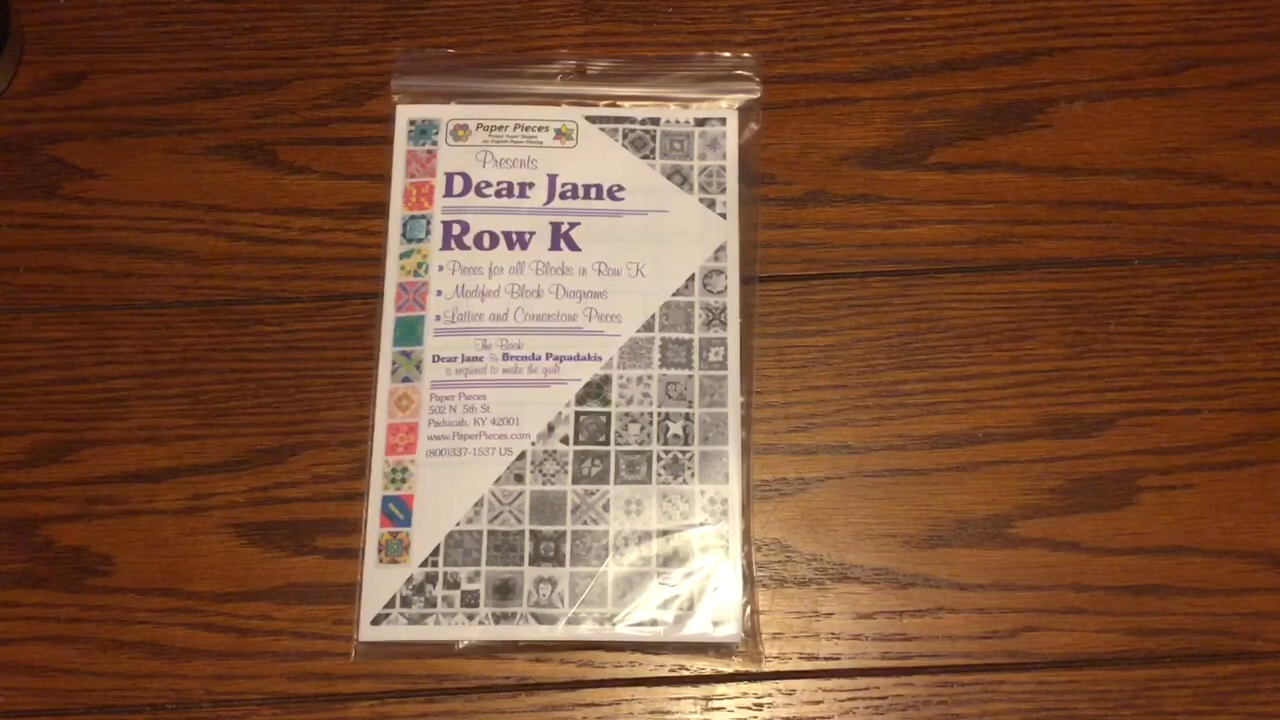 Paper Pieces
Presents
Dear Jane
Row K
Pieces for all Blocks in Row K
Modified Block Diagrams
Lattice and Cornerstone Pieces
The Book
Dear Jane By Brenda Papadakis
is required to make the quilt
Paper Pieces
502 N. 5th St.
Paducah, KY 42001
www.PaperPieces.com
(800)337-1537 US